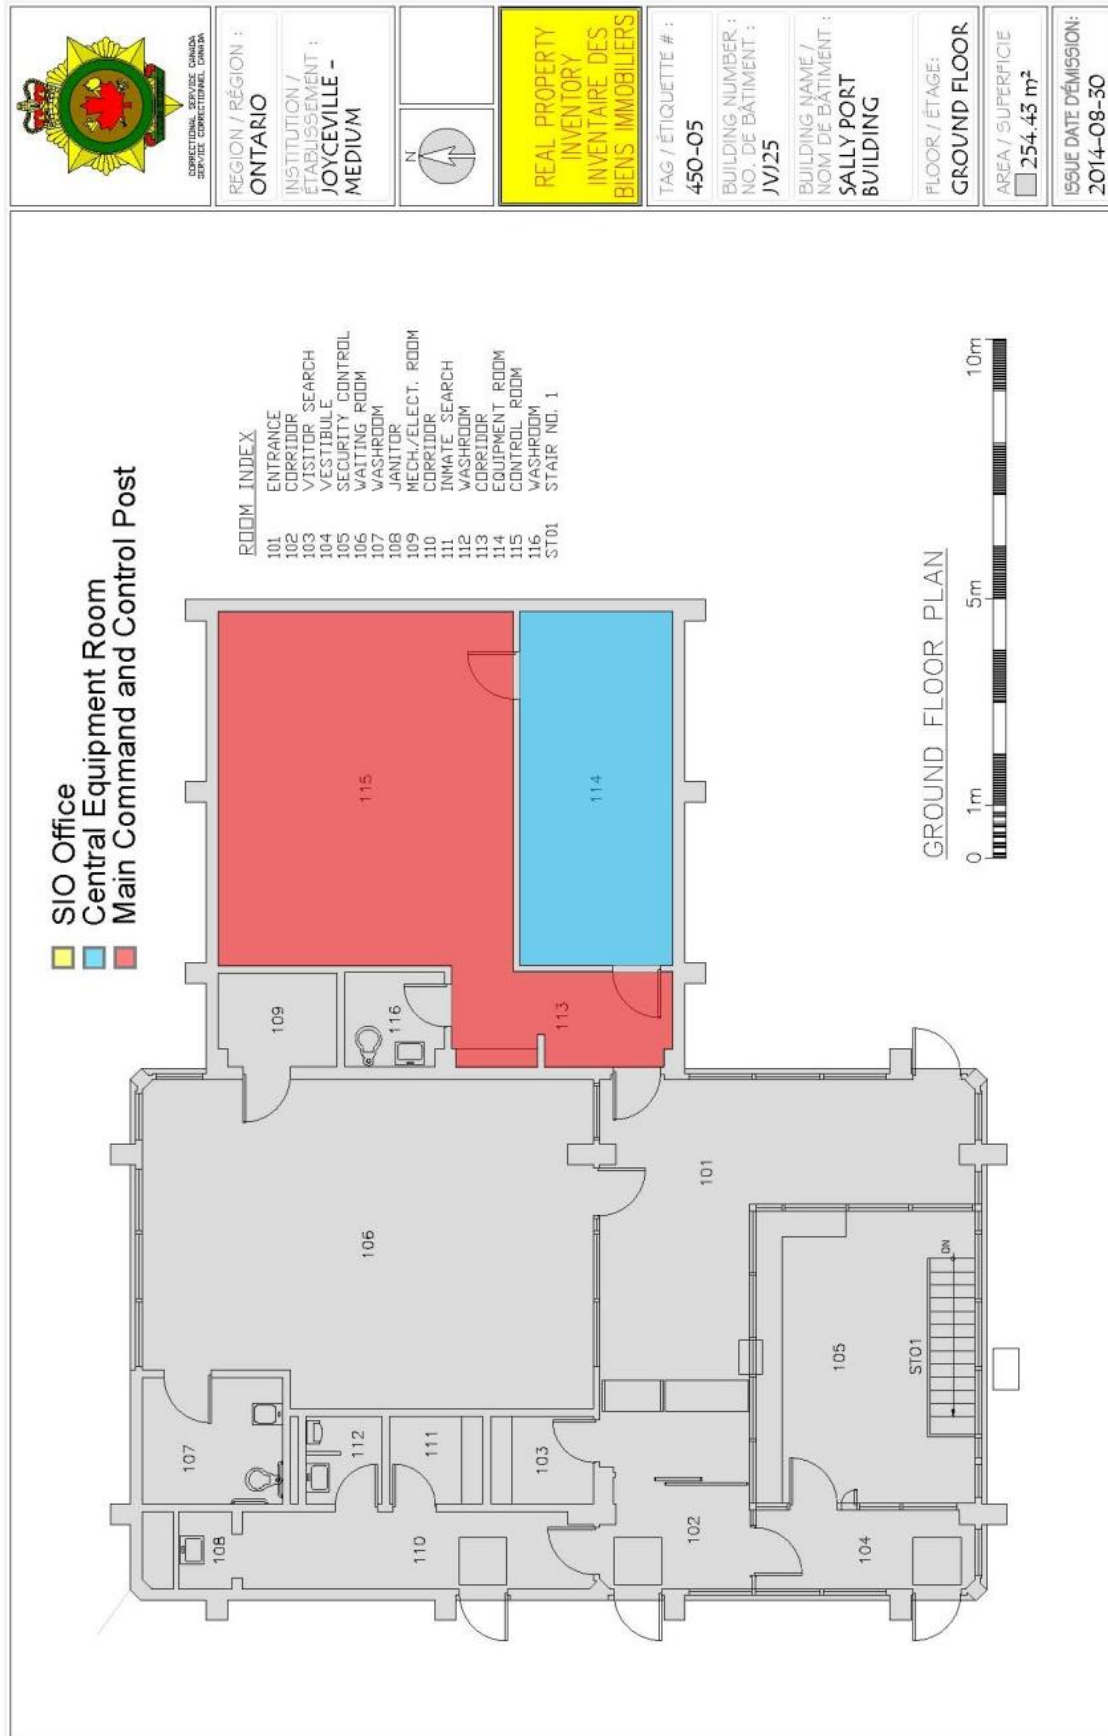 CORRECTIONAL SERVICE CANADA
SERVICE CORRECTIONNEL CANADA
REGION / RÉGION :
ONTARIO
INSTITUTION /
ÉTABLISSEMENT :
JOYCEVILLE -
MEDIUM
N
REAL PROPERTY
INVENTORY
INVENTAIRE DES
BIENS IMMOBILIERS
TAG / ÉTIQUETTE # :
450-05
BUILDING NUMBER :
NO. DE BÂTIMENT :
JVJ25
BUILDING NAME /
NOM DE BÂTIMENT :
SALLY PORT
BUILDING
FLOOR / ÉTAGE:
GROUND FLOOR
AREA / SUPERFICIE
254.43 m²
ISSUE DATE D'ÉMISSION:
2014-08-30
SIO Office
Central Equipment Room
Main Command and Control Post
ROOM INDEX
101 ENTRANCE
102 CORRIDOR
103 VISITOR SEARCH
104 VESTIBULE
105 SECURITY CONTROL
106 WAITING ROOM
107 WASHROOM
108 JANITOR
109 MECH./ELECT. ROOM
110 CORRIDOR
111 INMATE SEARCH
112 WASHROOM
113 CORRIDOR
114 EQUIPMENT ROOM
115 CONTROL ROOM
116 WASHROOM
ST01 STAIR NO. 1
115
114
109
116
113
106
101
107
112
111
103
105
ST01
DN
108
110
102
104
GROUND FLOOR PLAN
0 1m 5m 10m